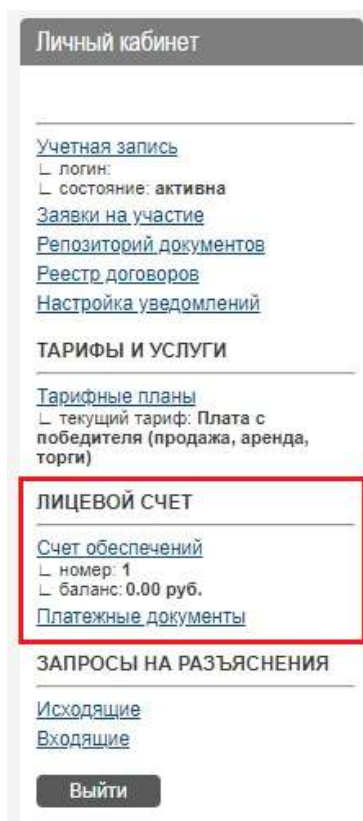 Личный кабинет
Учетная запись
∟ логин:
∟ состояние: активна
Заявки на участие
Репозиторий документов
Реестр договоров
Настройка уведомлений
ТАРИФЫ И УСЛУГИ
Тарифные планы
∟ текущий тариф: Плата с
победителя (продажа, аренда,
торги)
ЛИЦЕВОЙ СЧЕТ
Счет обеспечений
∟ номер: 1
∟ баланс: 0.00 руб.
Платежные документы
ЗАПРОСЫ НА РАЗЪЯСНЕНИЯ
Исходящие
Входящие
Выйти